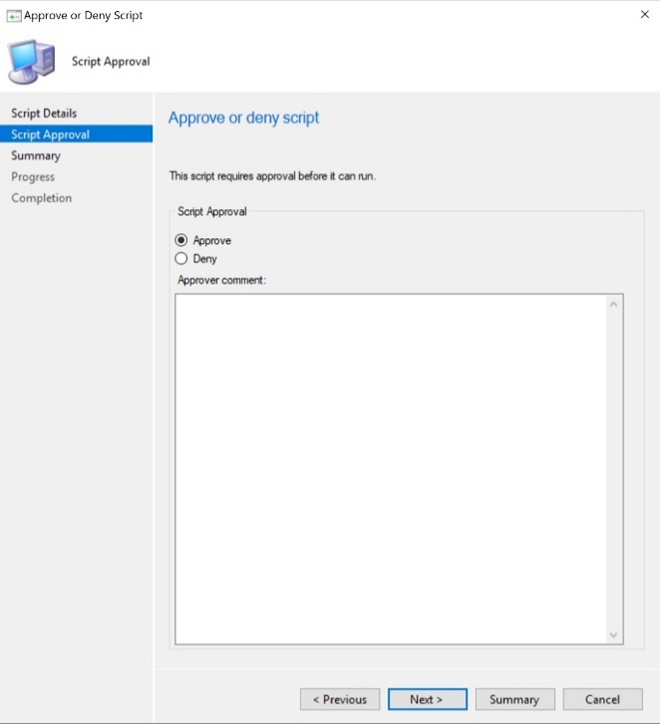 Approve or Deny Script
Script Approval
Script Details
Script Approval
Summary
Progress
Completion
Approve or deny script
This script requires approval before it can run.
Script Approval
Approve
Deny
Approver comment:
< Previous
Next >
Summary
Cancel